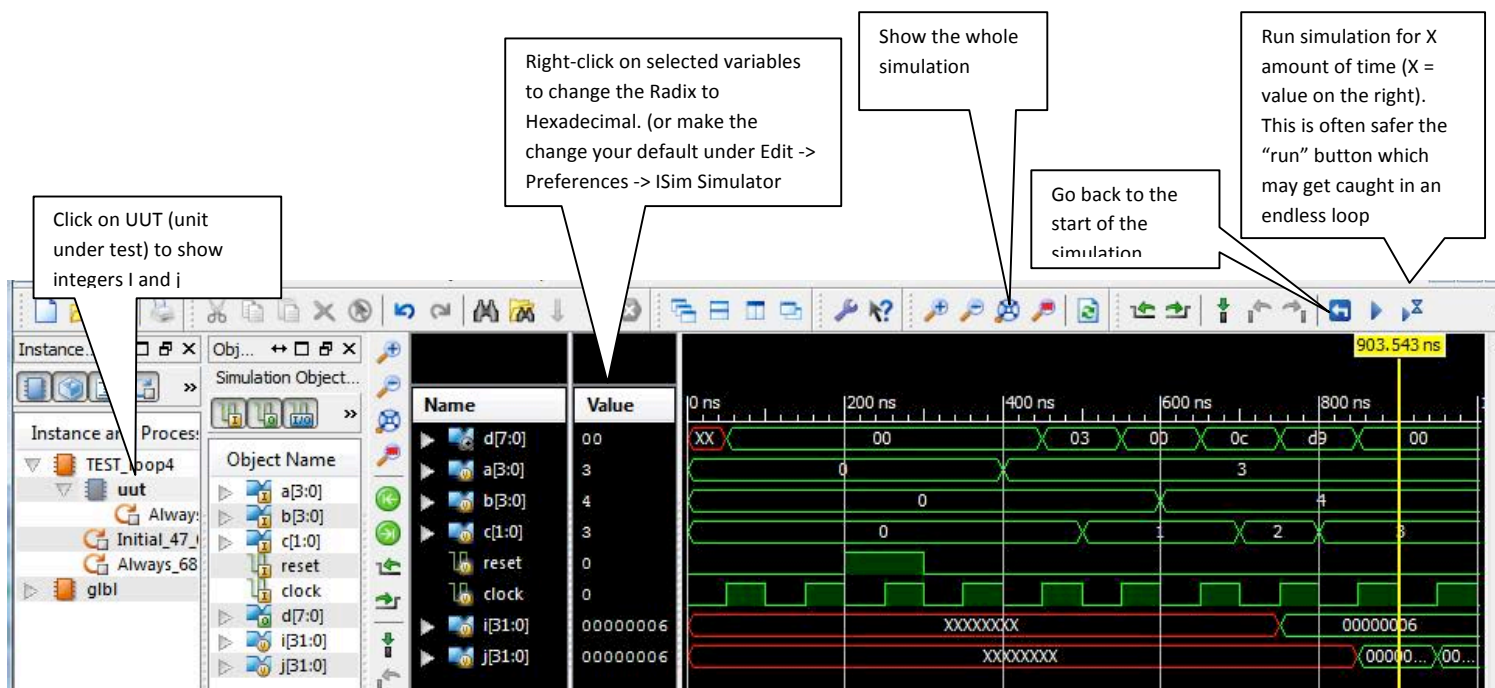 Show the whole
simulation
Run simulation for X
amount of time (X =
value on the right).
This is often safer the
“run” button which
may get caught in an
endless loop
Right-click on selected variables
to change the Radix to
Hexadecimal. (or make the
change your default under Edit ->
Preferences -> ISim Simulator
Go back to the
start of the
simulation
Click on UUT (unit
under test) to show
integers I and j
903.543 ns
Instance...
Obj...
Simulation Object...
Instance an Process
TEST_loop4
uut
Always
Initial_47_
Always_68
glbl
Object Name
a[3:0]
b[3:0]
c[1:0]
reset
clock
d[7:0]
i[31:0]
j[31:0]
Name Value
0 ns 200 ns 400 ns 600 ns 800 ns
d[7:0] 00 XX 00 03 00 0c d9 00
a[3:0] 3 0 3
b[3:0] 4 0 4
c[1:0] 3 0 1 2 3
reset 0
clock 0
i[31:0] 00000006 XXXXXXXX 00000006
j[31:0] 00000006 XXXXXXXX 00000... 00...